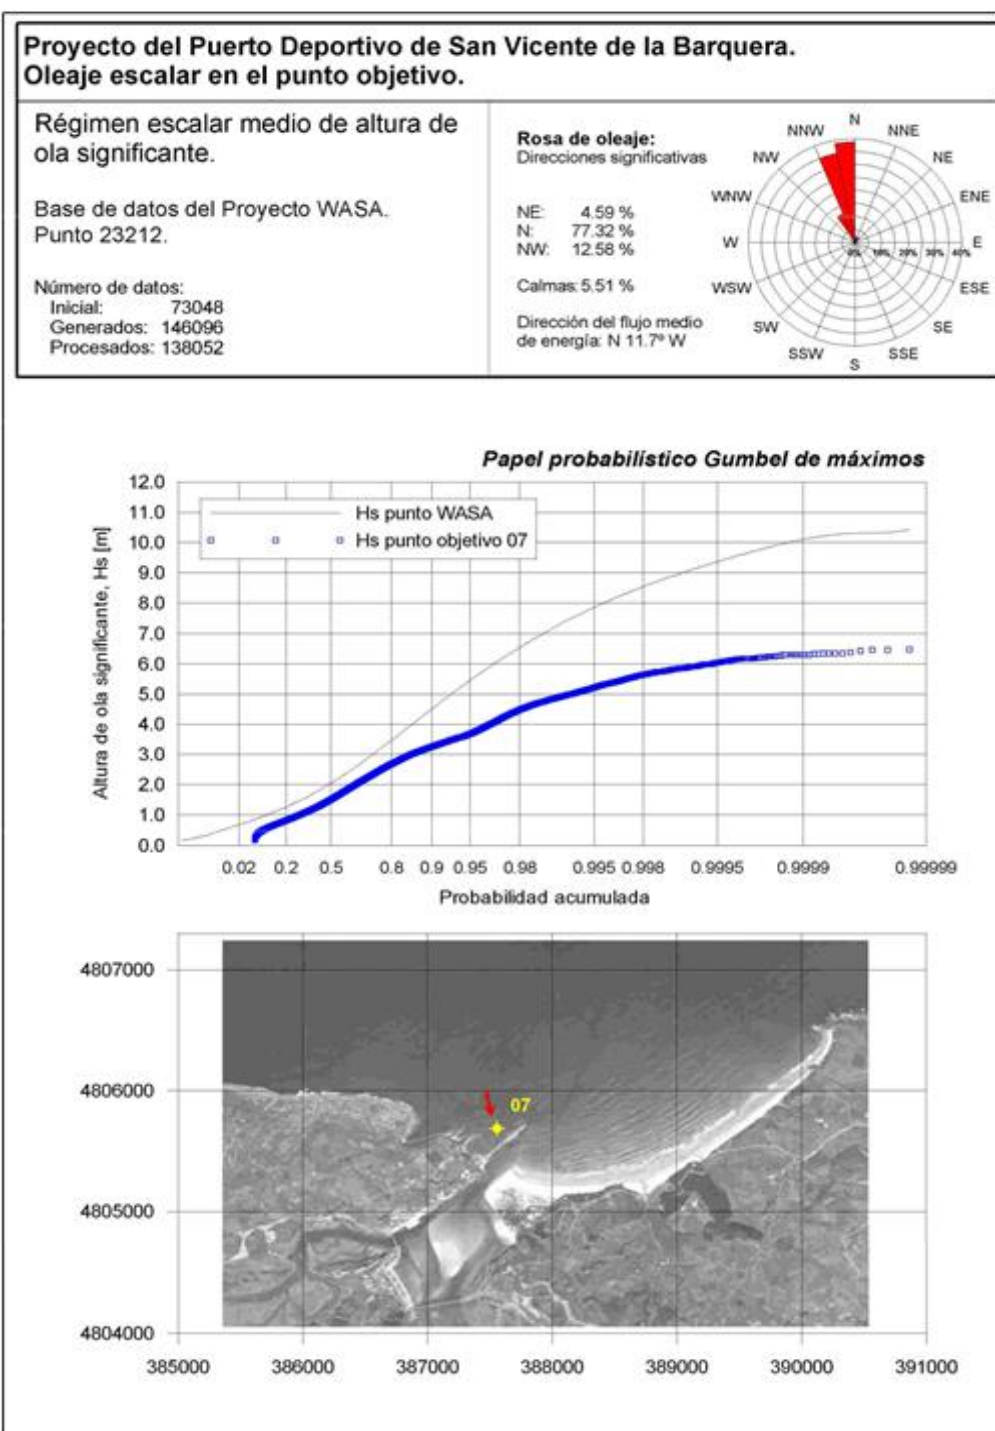 Proyecto del Puerto Deportivo de San Vicente de la Barquera.
Oleaje escalar en el punto objetivo.
Régimen escalar medio de altura de
ola significante.
Base de datos del Proyecto WASA.
Punto 23212.
Número de datos:
Inicial: 73048
Generados: 146096
Procesados: 138052
Rosa de oleaje:
Direcciones significativas
NE: 4.59 %
N: 77.32 %
NW: 12.58 %
Calmas: 5.51 %
Dirección del flujo medio
de energía: N 11.7º W
N
NNW NNE
NW NE
WNW ENE
W 0% 10% 20% 30% 40% E
WSW ESE
SW SE
SSW SSE
S
Papel probabilístico Gumbel de máximos
Altura de ola significante, Hs [m]
12.0
11.0
10.0
9.0
8.0
7.0
6.0
5.0
4.0
3.0
2.0
1.0
0.0
Hs punto WASA
Hs punto objetivo 07
0.02 0.2 0.5 0.8 0.9 0.95 0.98 0.995 0.998 0.9995 0.9999 0.99999
Probabilidad acumulada
4807000
4806000
07
4805000
4804000
385000 386000 387000 388000 389000 390000 391000